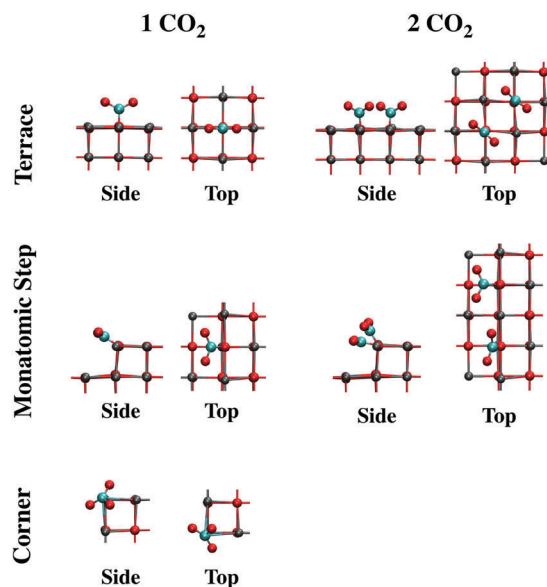 1 CO₂ 2 CO₂
Terrace
Side Top Side Top
Monatomic Step
Side Top Side Top
Corner
Side Top